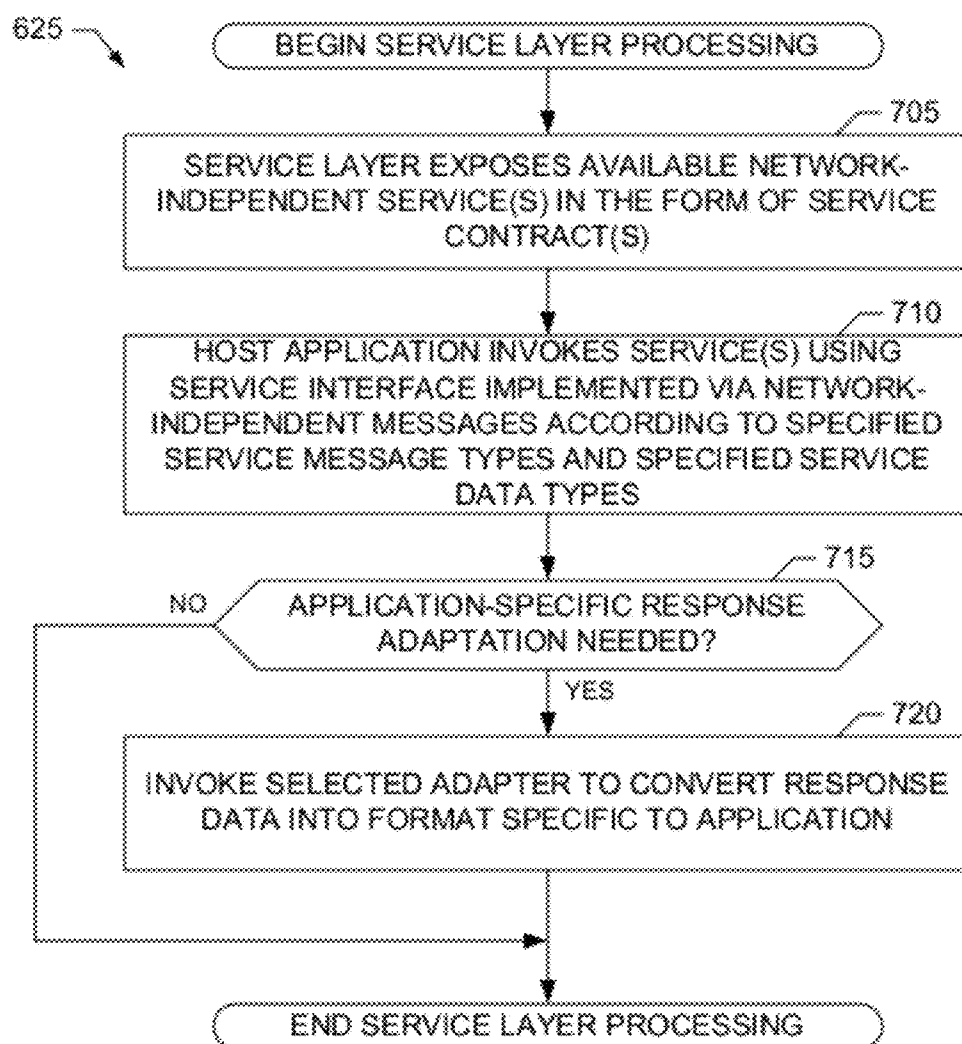 625
BEGIN SERVICE LAYER PROCESSING
705
SERVICE LAYER EXPOSES AVAILABLE NETWORK-
INDEPENDENT SERVICE(S) IN THE FORM OF SERVICE
CONTRACT(S)
710
HOST APPLICATION INVOKES SERVICE(S) USING
SERVICE INTERFACE IMPLEMENTED VIA NETWORK-
INDEPENDENT MESSAGES ACCORDING TO SPECIFIED
SERVICE MESSAGE TYPES AND SPECIFIED SERVICE
DATA TYPES
715
NO
APPLICATION-SPECIFIC RESPONSE
ADAPTATION NEEDED?
YES
720
INVOKE SELECTED ADAPTER TO CONVERT RESPONSE
DATA INTO FORMAT SPECIFIC TO APPLICATION
END SERVICE LAYER PROCESSING